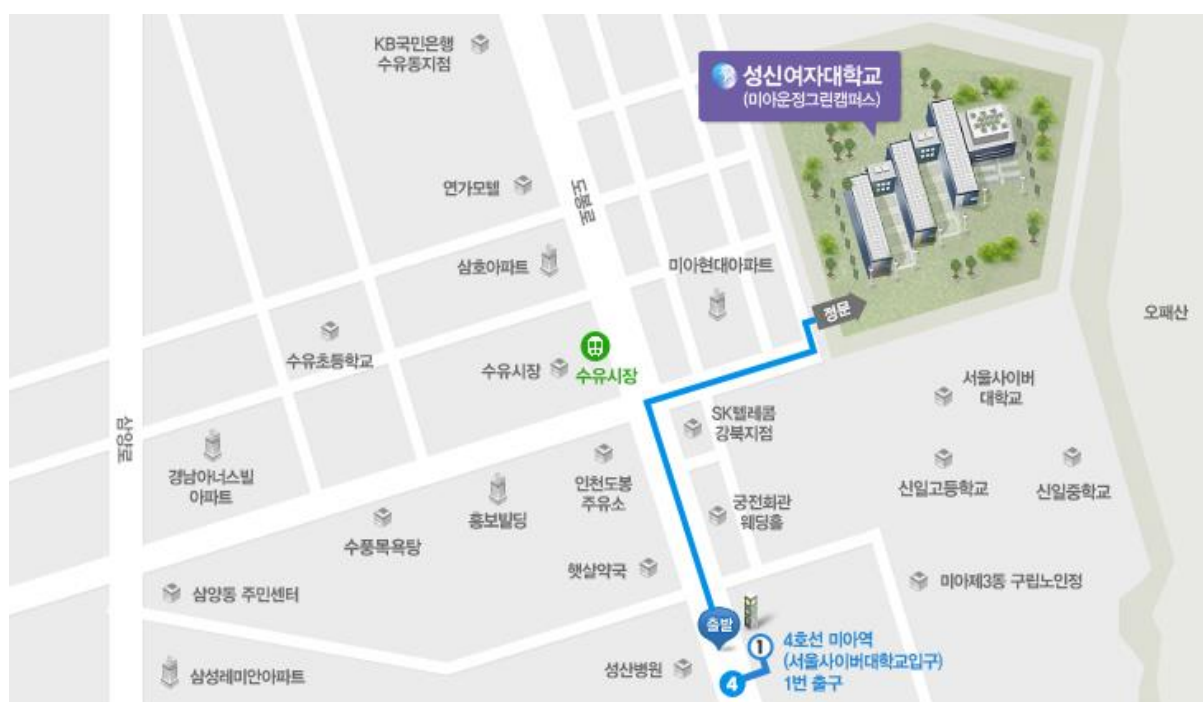 KB국민은행
수유동지점
성신여자대학교
(미아운정그린캠퍼스)
연가모텔
도봉로
삼호아파트
미아현대아파트
정문
오패산
수유초등학교
수유시장
수유시장
서울사이버
대학교
SK텔레콤
강북지점
삼양로
경남아너스빌
아파트
인천도봉
주유소
신일고등학교
신일중학교
홍보빌딩
궁전회관
웨딩홀
수풍목욕탕
햇살약국
미아제3동 구립노인정
삼양동 주민센터
출발
1
4호선 미아역
(서울사이버대학교입구)
1번 출구
4
성산병원
삼성레미안아파트